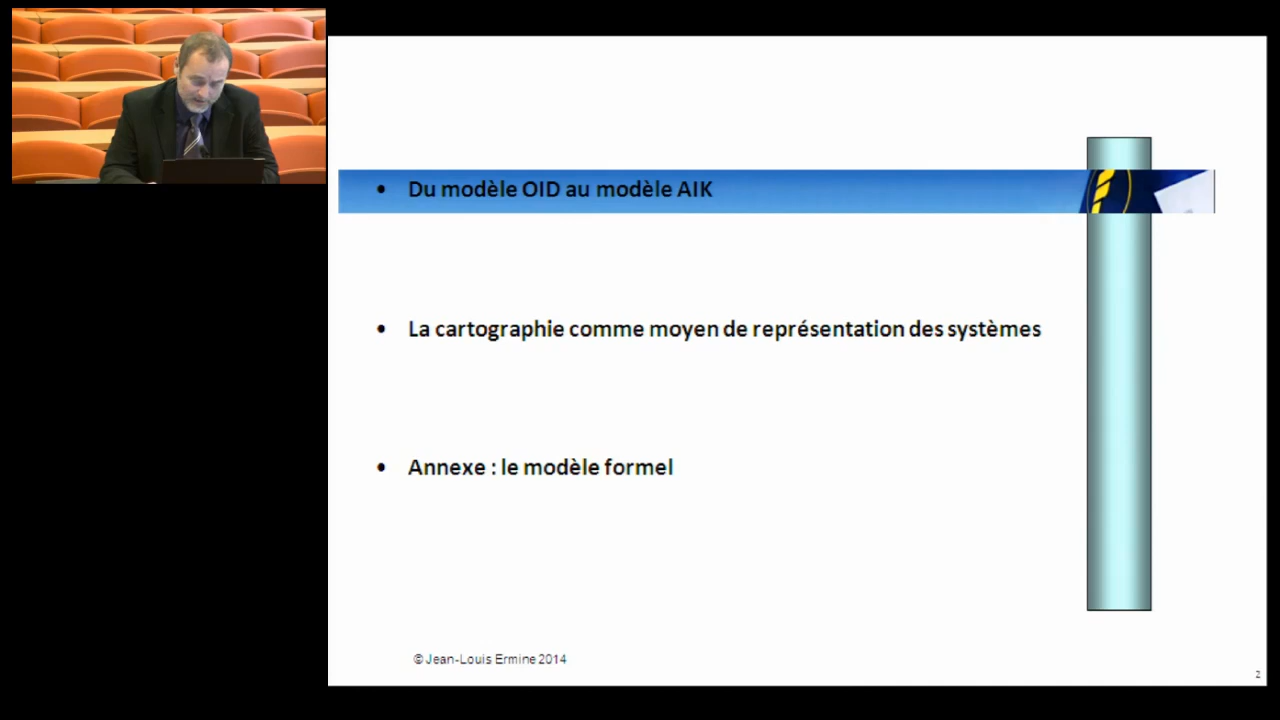 • Du modèle OID au modèle AIK
• La cartographie comme moyen de représentation des systèmes
• Annexe : le modèle formel
© Jean-Louis Ermine 2014
2